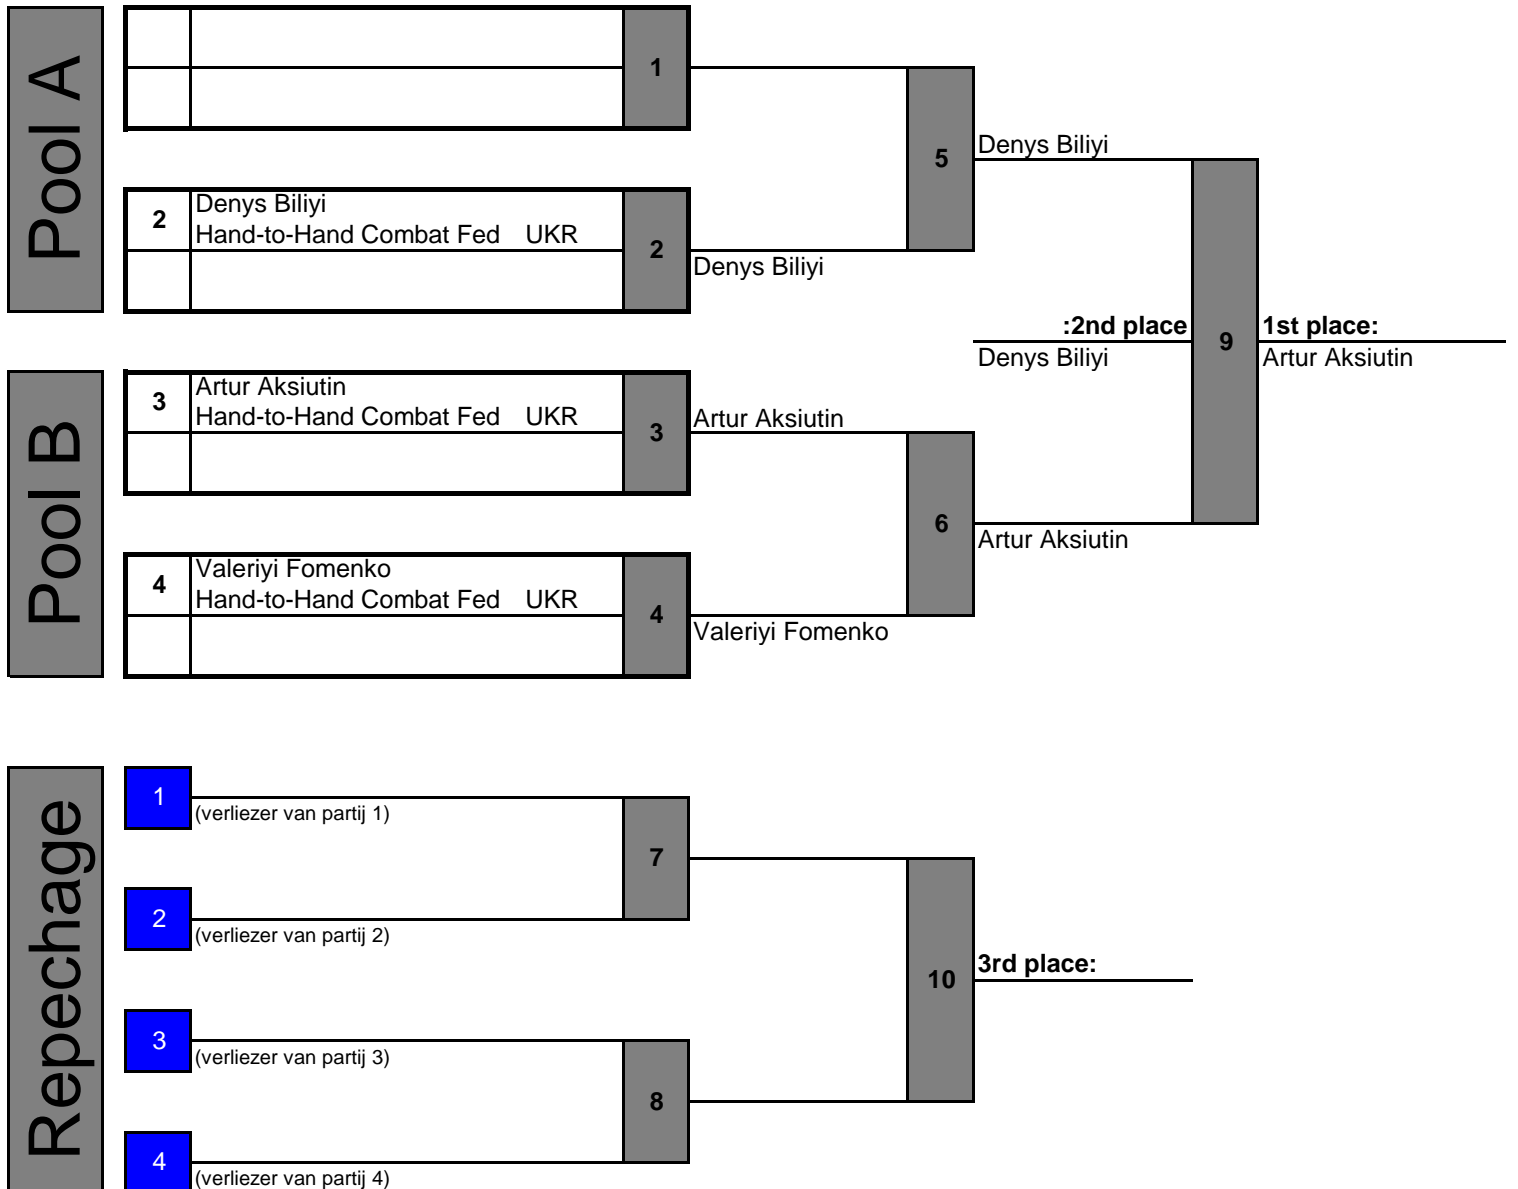 Pool A
1
5
Denys Biliyi
2
Denys Biliyi
Hand-to-Hand Combat Fed UKR
2
Denys Biliyi
:2nd place
9
1st place:
Denys Biliyi
Artur Aksiutin
Pool B
3
Artur Aksiutin
Hand-to-Hand Combat Fed UKR
3
Artur Aksiutin
6
Artur Aksiutin
4
Valeriyi Fomenko
Hand-to-Hand Combat Fed UKR
4
Valeriyi Fomenko
Repechage
1
(verliezer van partij 1)
7
2
(verliezer van partij 2)
10
3rd place:
3
(verliezer van partij 3)
8
4
(verliezer van partij 4)